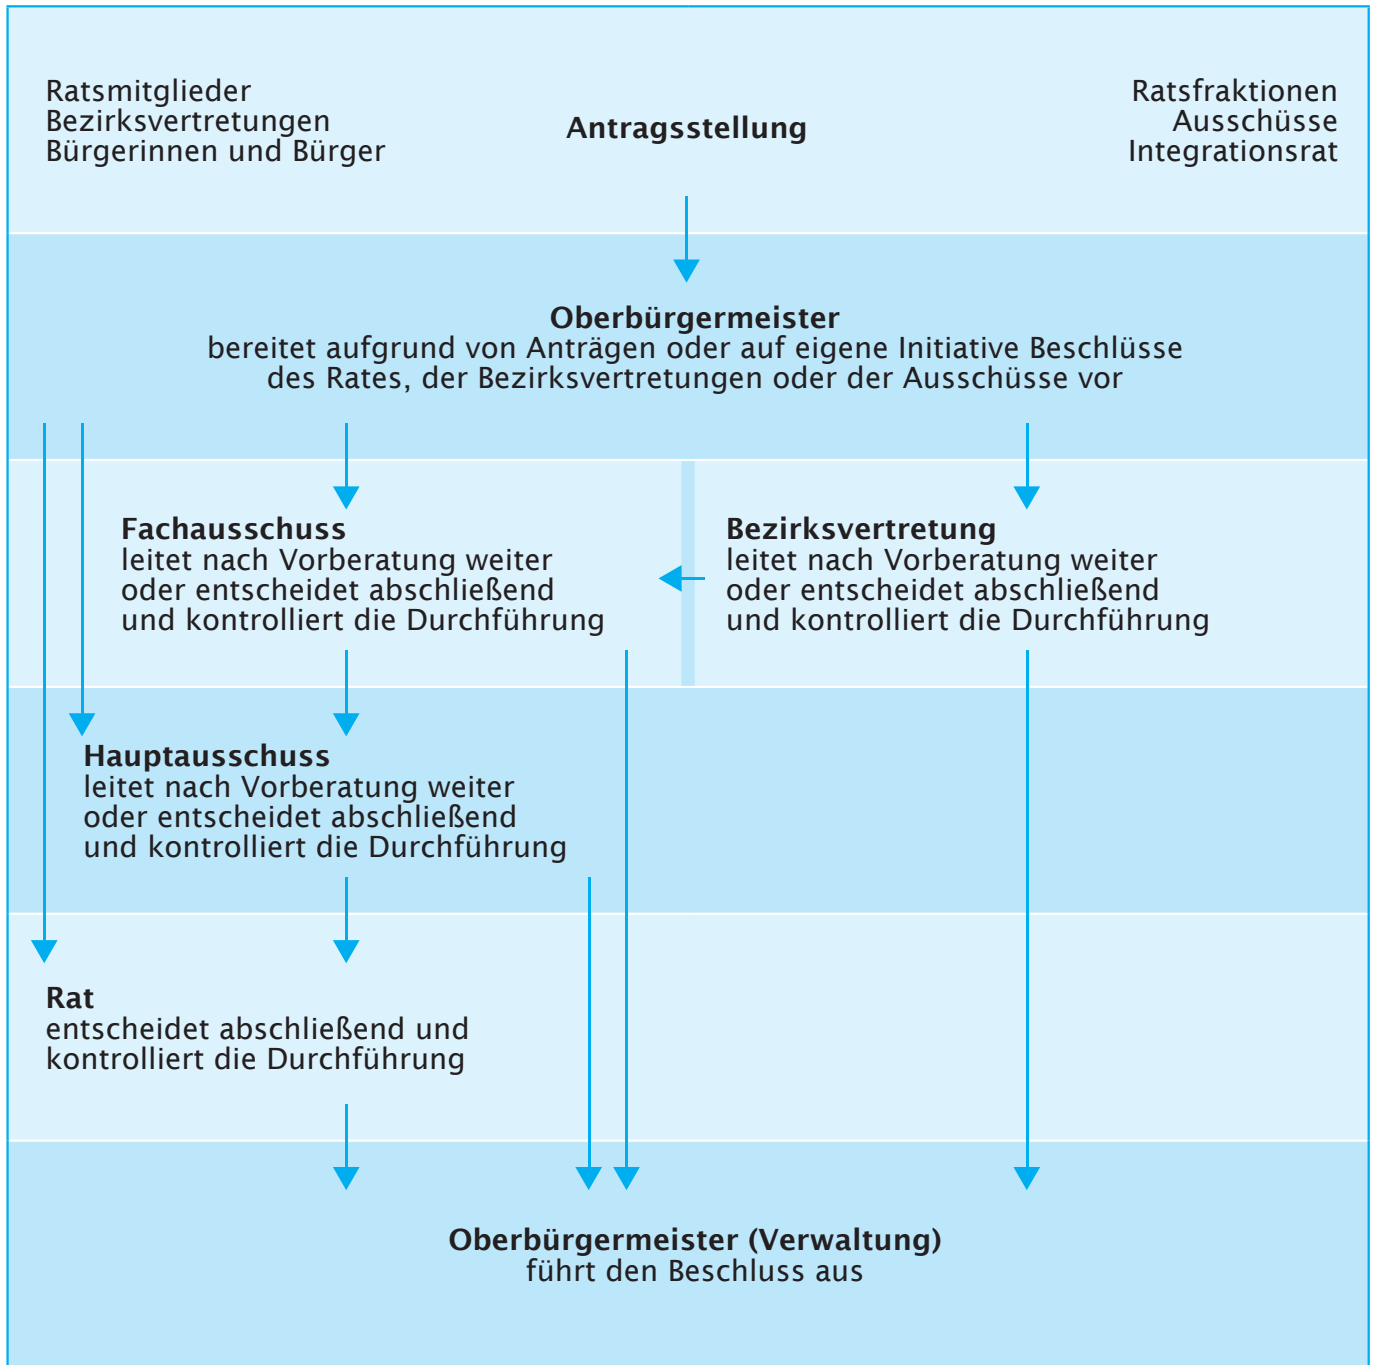 Ratsmitglieder
Bezirksvertretungen
Bürgerinnen und Bürger
Antragsstellung
Ratsfraktionen
Ausschüsse
Integrationsrat
Oberbürgermeister
bereitet aufgrund von Anträgen oder auf eigene Initiative Beschlüsse
des Rates, der Bezirksvertretungen oder der Ausschüsse vor
Fachausschuss
leitet nach Vorberatung weiter
oder entscheidet abschließend
und kontrolliert die Durchführung
Bezirksvertretung
leitet nach Vorberatung weiter
oder entscheidet abschließend
und kontrolliert die Durchführung
Hauptausschuss
leitet nach Vorberatung weiter
oder entscheidet abschließend
und kontrolliert die Durchführung
Rat
entscheidet abschließend und
kontrolliert die Durchführung
Oberbürgermeister (Verwaltung)
führt den Beschluss aus